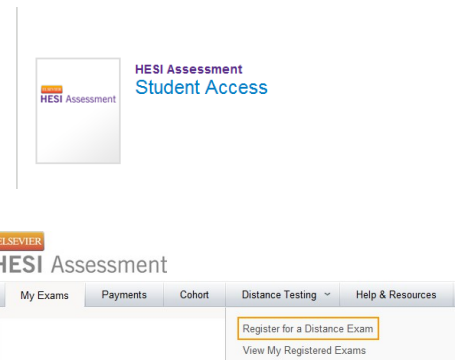 HESI Assessment
Student Access
ELSEVIER
HESI Assessment
ELSEVIER
HESI Assessment
My Exams Payments Cohort Distance Testing Help & Resources
Register for a Distance Exam
View My Registered Exams